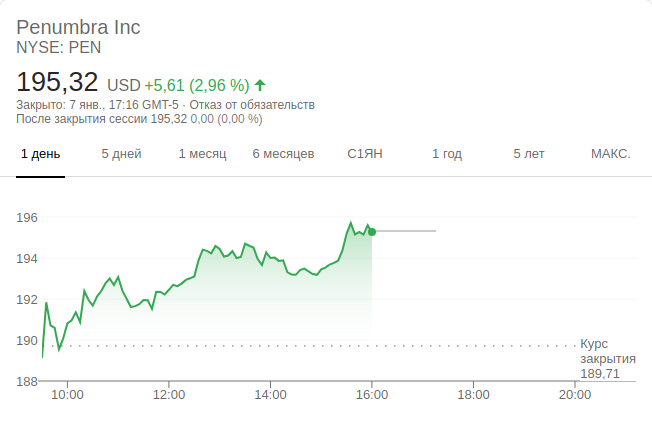 Penumbra Inc
NYSE: PEN
195,32 USD +5,61 (2,96 %)
Закрыто: 7 янв., 17:16 GMT-5 · Отказ от обязательств
После закрытия сессии 195,32 0,00 (0,00 %)
1 день 5 дней 1 месяц 6 месяцев С1ЯН 1 год 5 лет МАКС.
196
194
192
190
Курс
закрытия
189,71
188
10:00 12:00 14:00 16:00 18:00 20:00